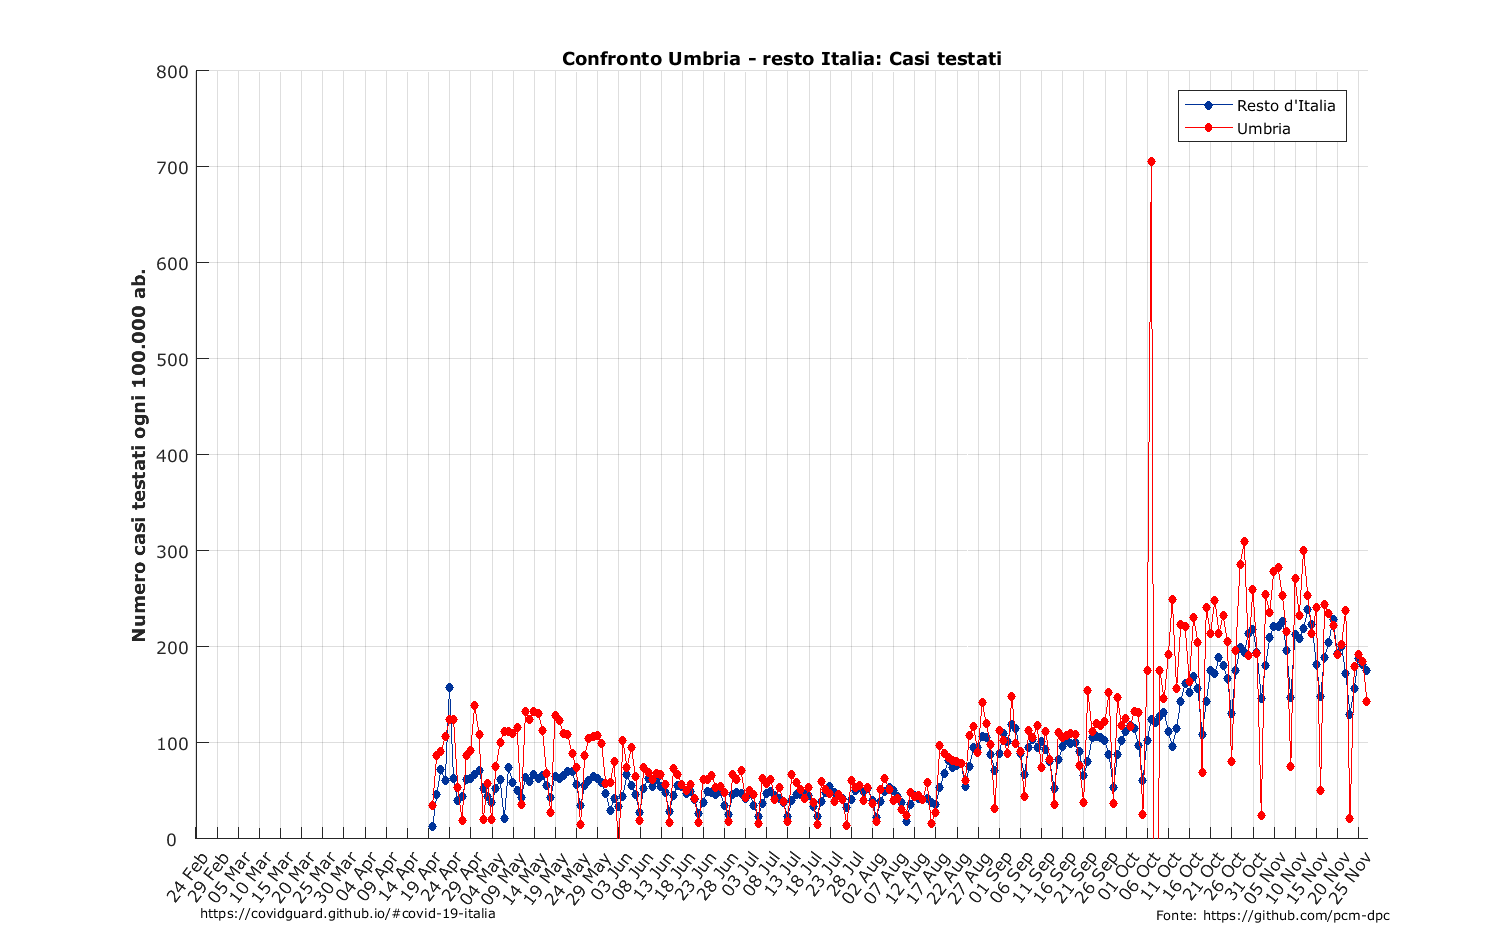 Confronto Umbria - resto Italia: Casi testati
800
700
600
500
400
300
200
100
0
Numero casi testati ogni 100.000 ab.
Resto d'Italia
Umbria
24 Feb
29 Feb
05 Mar
10 Mar
15 Mar
20 Mar
25 Mar
30 Mar
04 Apr
09 Apr
14 Apr
19 Apr
24 Apr
29 Apr
04 May
09 May
14 May
19 May
24 May
29 May
03 Jun
08 Jun
13 Jun
18 Jun
23 Jun
28 Jun
03 Jul
08 Jul
13 Jul
18 Jul
23 Jul
28 Jul
02 Aug
07 Aug
12 Aug
17 Aug
22 Aug
27 Aug
01 Sep
06 Sep
11 Sep
16 Sep
21 Sep
26 Sep
01 Oct
06 Oct
11 Oct
16 Oct
21 Oct
26 Oct
31 Oct
05 Nov
10 Nov
15 Nov
20 Nov
25 Nov
https://covidguard.github.io/#covid-19-italia
Fonte: https://github.com/pcm-dpc